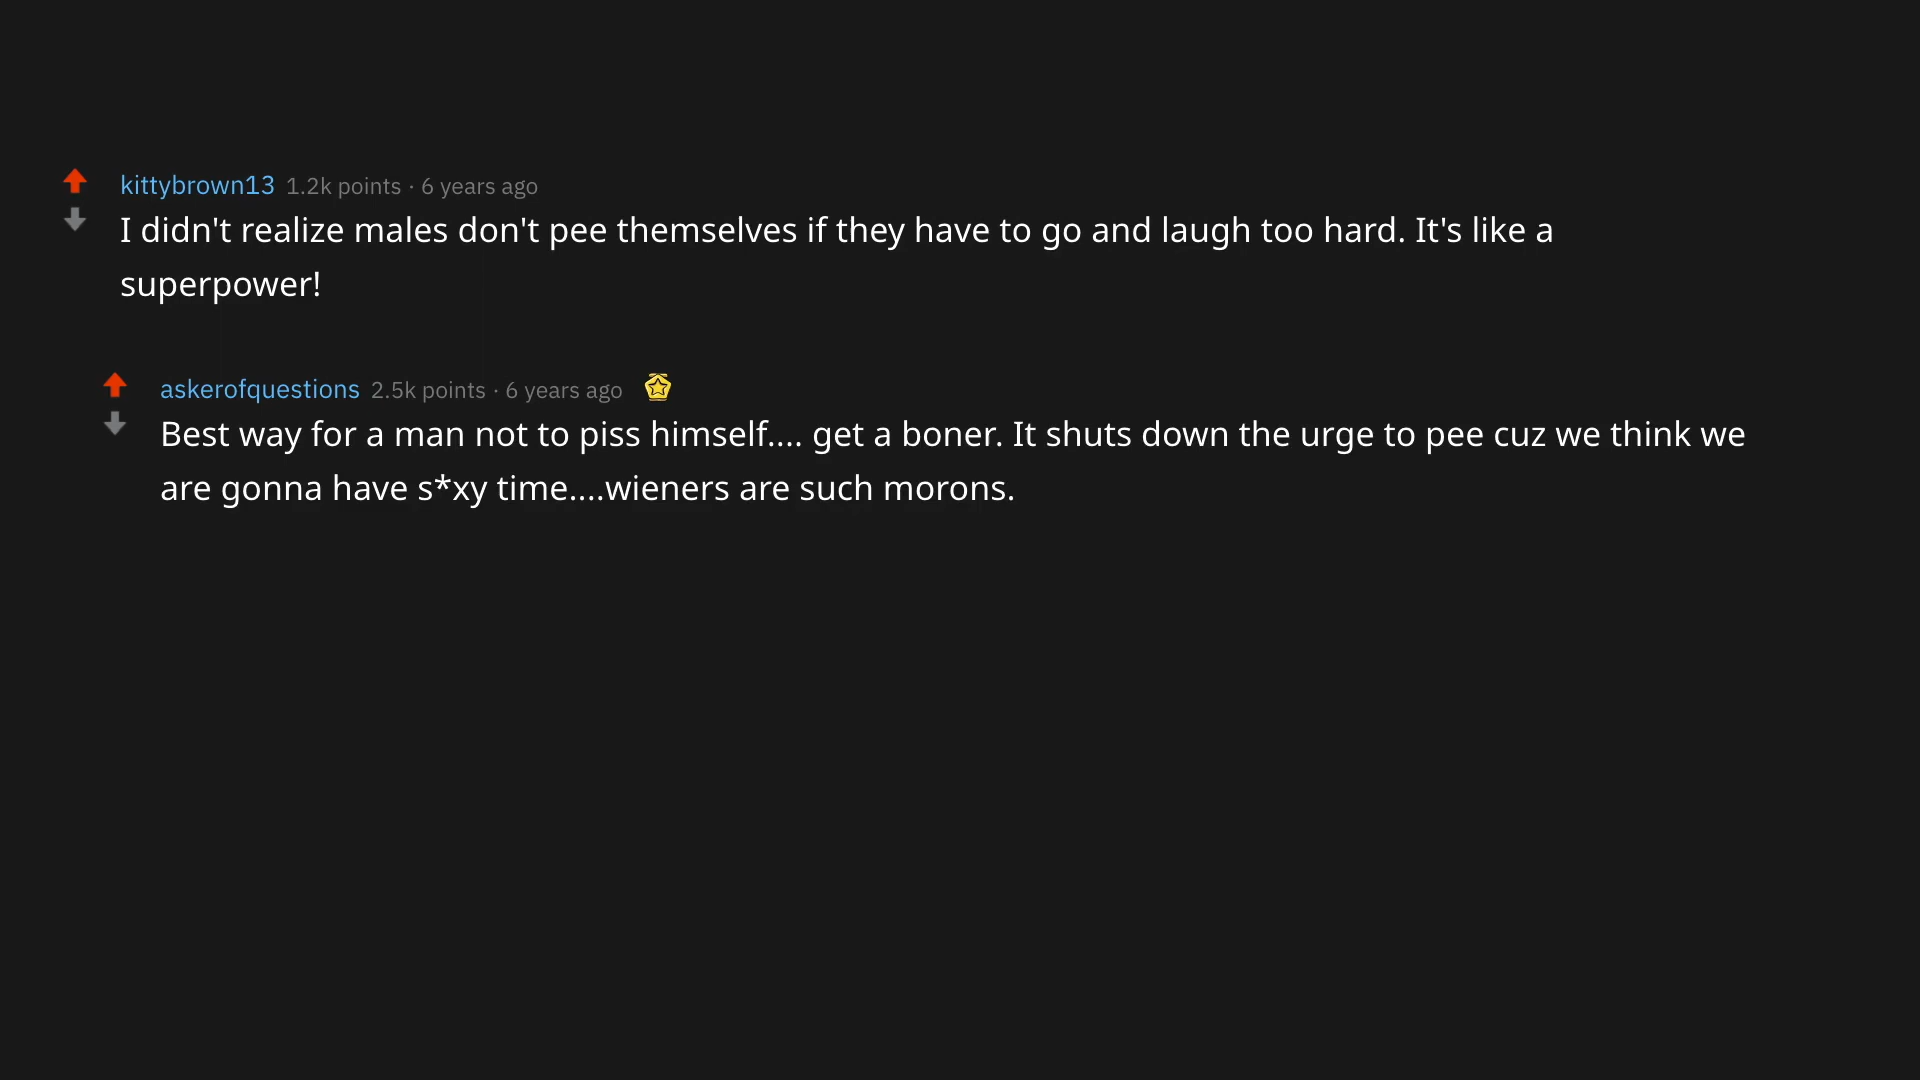 kittybrown13 1.2k points · 6 years ago
I didn't realize males don't pee themselves if they have to go and laugh too hard. It's like a
superpower!
askerofquestions 2.5k points · 6 years ago
Best way for a man not to piss himself.... get a boner. It shuts down the urge to pee cuz we think we
are gonna have s*xy time....wieners are such morons.